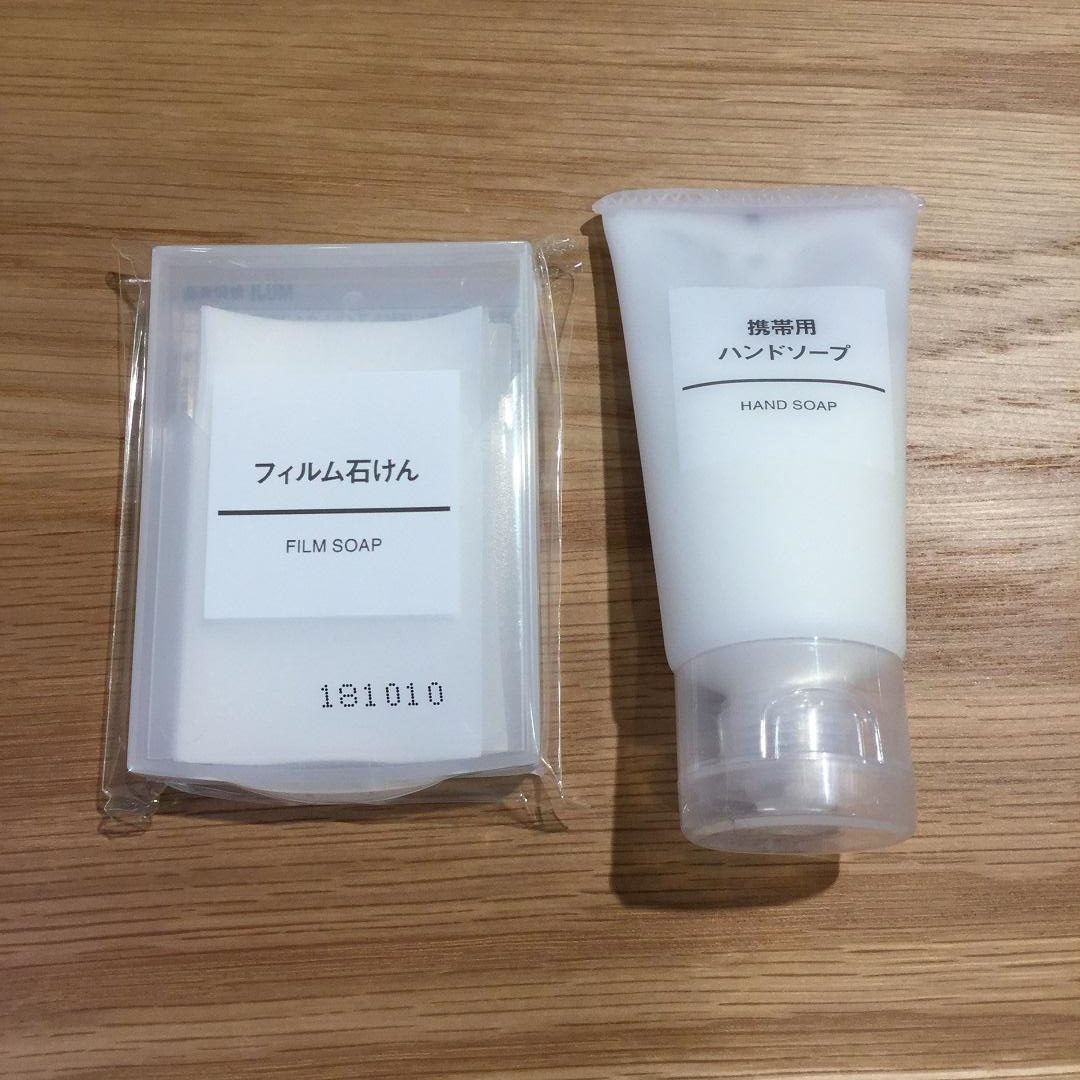 フィルム石けん
FILM SOAP
181010
携帯用
ハンドソープ
HAND SOAP
MUJI